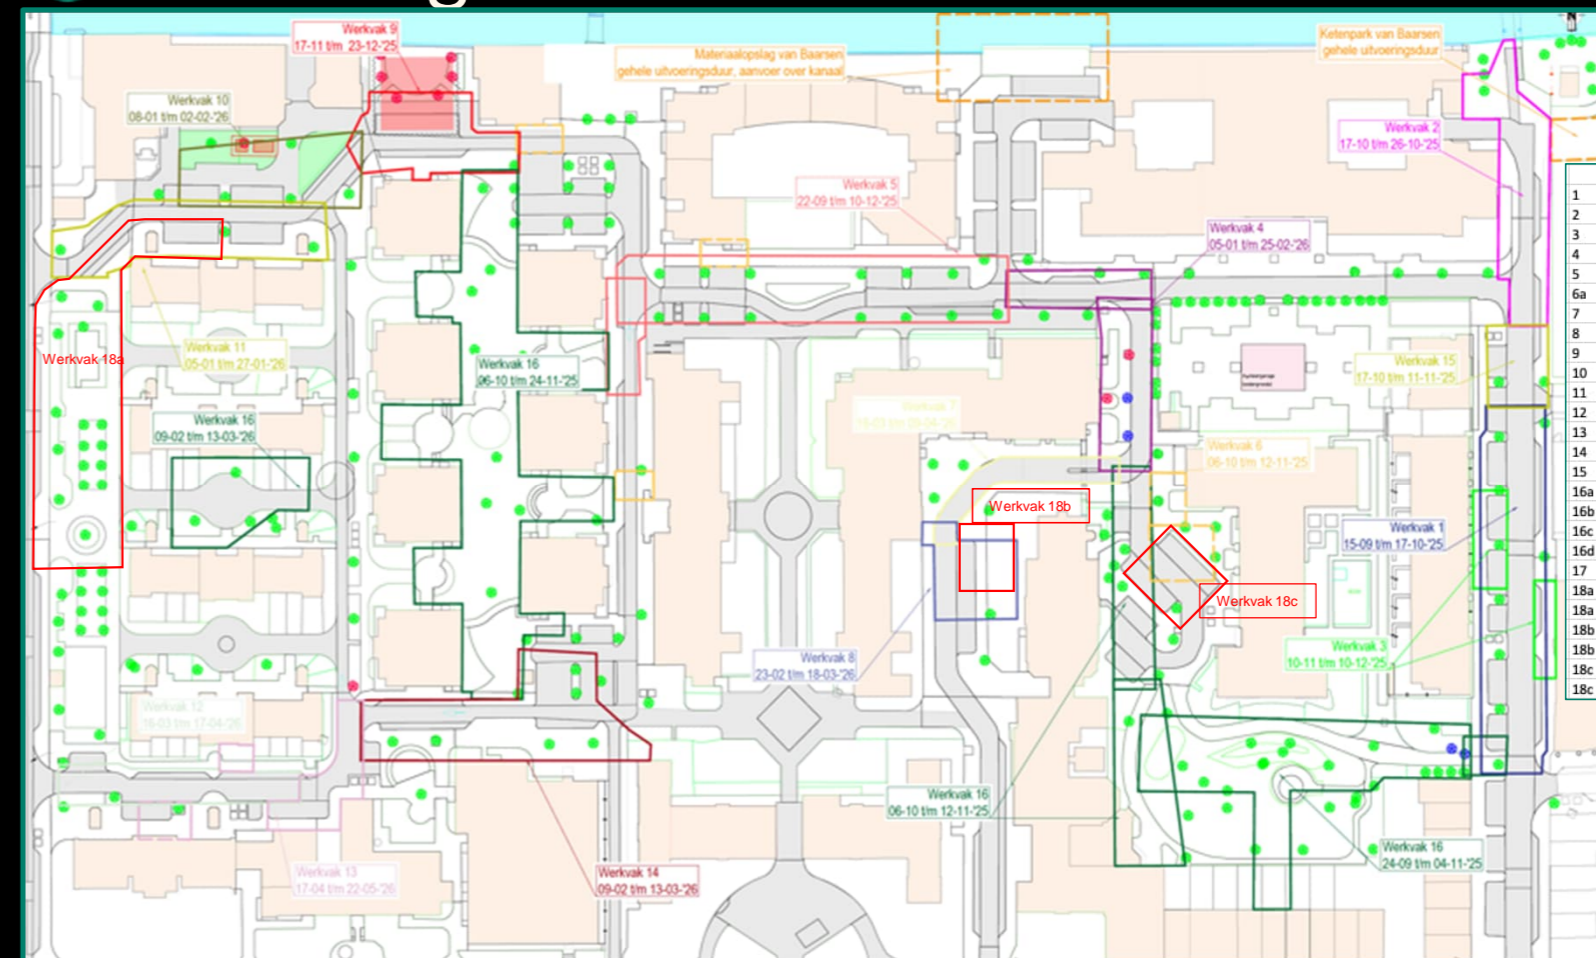 Werkvak 9
17-11 t/m 23-12-'25
Materiaalopslag van Baarsen
gehele uitvoeringsduur, aanvoer over kanaal
Ketenpark van Baarsen
gehele uitvoeringsduur
N
Werkvak 10
08-01 t/m 02-02-'26
Werkvak 2
17-10 t/m 26-10-'25
Werkvak 5
22-09 t/m 10-12-'25
Werkvak 4
05-01 t/m 25-02-'26
Werkvak 18a
Werkvak 11
05-01 t/m 27-01-'26
Werkvak 16
06-10 t/m 24-11-'25
Werkvak 15
17-10 t/m 11-11-'25
Werkvak 16
09-02 t/m 13-03-'26
Werkvak 7
Werkvak 6
06-10 t/m 12-11-'25
Werkvak 18b
Werkvak 1
15-09 t/m 17-10-'25
Werkvak 18c
Werkvak 8
23-02 t/m 18-03-'26
Werkvak 3
10-11 t/m 10-12-'25
Werkvak 12
16-03 t/m 17-04-'26
Werkvak 16
06-10 t/m 12-11-'25
Werkvak 16
24-09 t/m 04-11-'25
Werkvak 13
17-04 t/m 22-05-'26
Werkvak 14
09-02 t/m 13-03-'26
1
2
3
4
5
6a
7
8
9
10
11
12
13
14
15
16a
16b
16c
16d
17
18a
18a
18b
18b
18c
18c